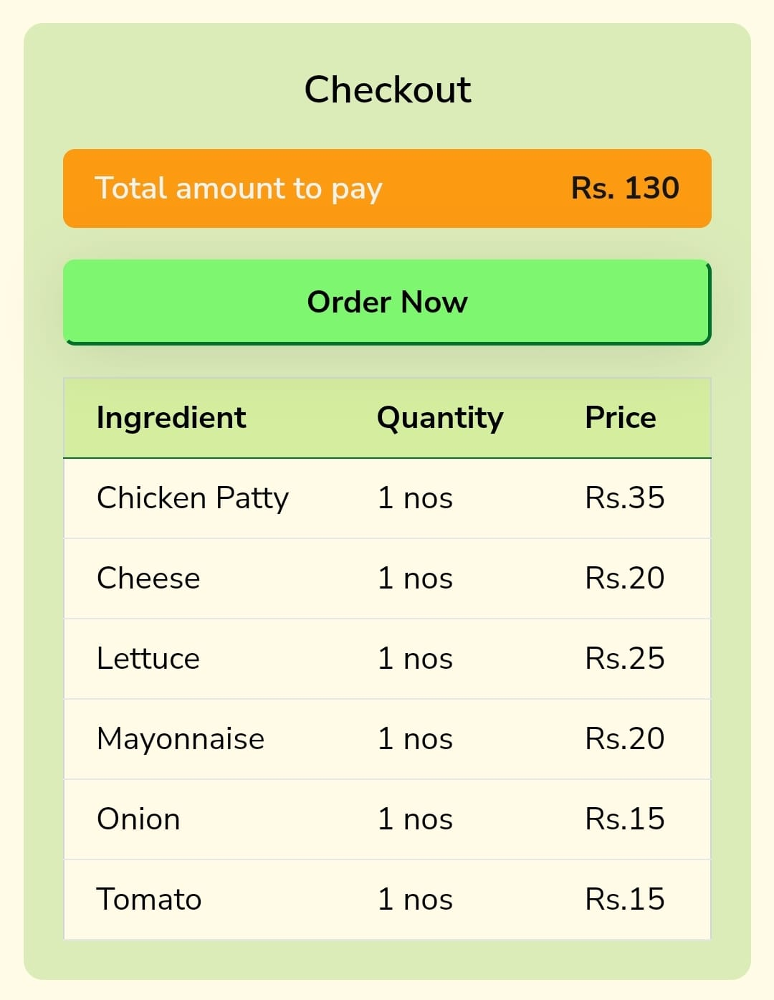 Checkout
Total amount to pay Rs. 130
Order Now
Ingredient Quantity Price
Chicken Patty 1 nos Rs.35
Cheese 1 nos Rs.20
Lettuce 1 nos Rs.25
Mayonnaise 1 nos Rs.20
Onion 1 nos Rs.15
Tomato 1 nos Rs.15